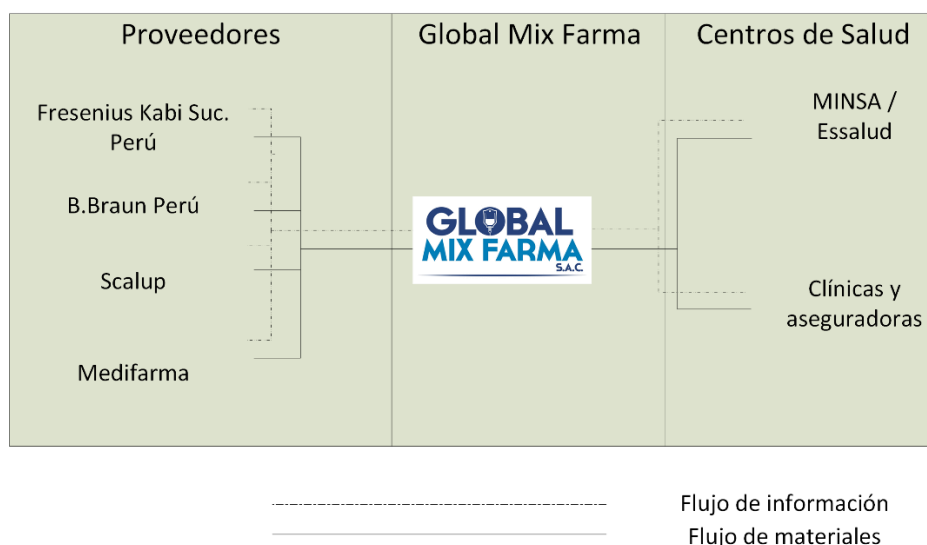 Proveedores
Global Mix Farma
Centros de Salud
Fresenius Kabi Suc.
Perú
B.Braun Perú
Scalup
Medifarma
GLOBAL
MIX FARMA
S.A.C.
MINSA /
Essalud
Clínicas y
aseguradoras
Flujo de información
Flujo de materiales